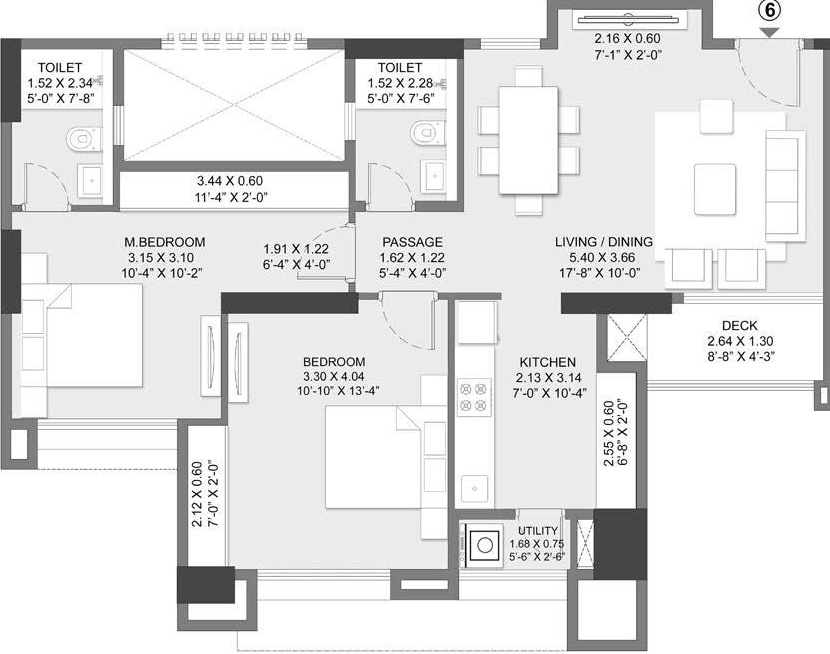 6
2.16 X 0.60
7'-1" X 2'-0"
TOILET
1.52 X 2.34
5'-0" X 7'-8"
TOILET
1.52 X 2.28
5'-0" X 7'-6"
3.44 X 0.60
11'-4" X 2'-0"
M.BEDROOM
3.15 X 3.10
10'-4" X 10'-2"
1.91 X 1.22
6'-4" X 4'-0"
PASSAGE
1.62 X 1.22
5'-4" X 4'-0"
LIVING / DINING
5.40 X 3.66
17'-8" X 10'-0"
DECK
2.64 X 1.30
8'-8" X 4'-3"
BEDROOM
3.30 X 4.04
10'-10" X 13'-4"
KITCHEN
2.13 X 3.14
7'-0" X 10'-4"
2.55 X 0.60
6'-8" X 2'-0"
2.12 X 0.60
7'-0" X 2'-0"
UTILITY
1.68 X 0.75
5'-6" X 2'-6"